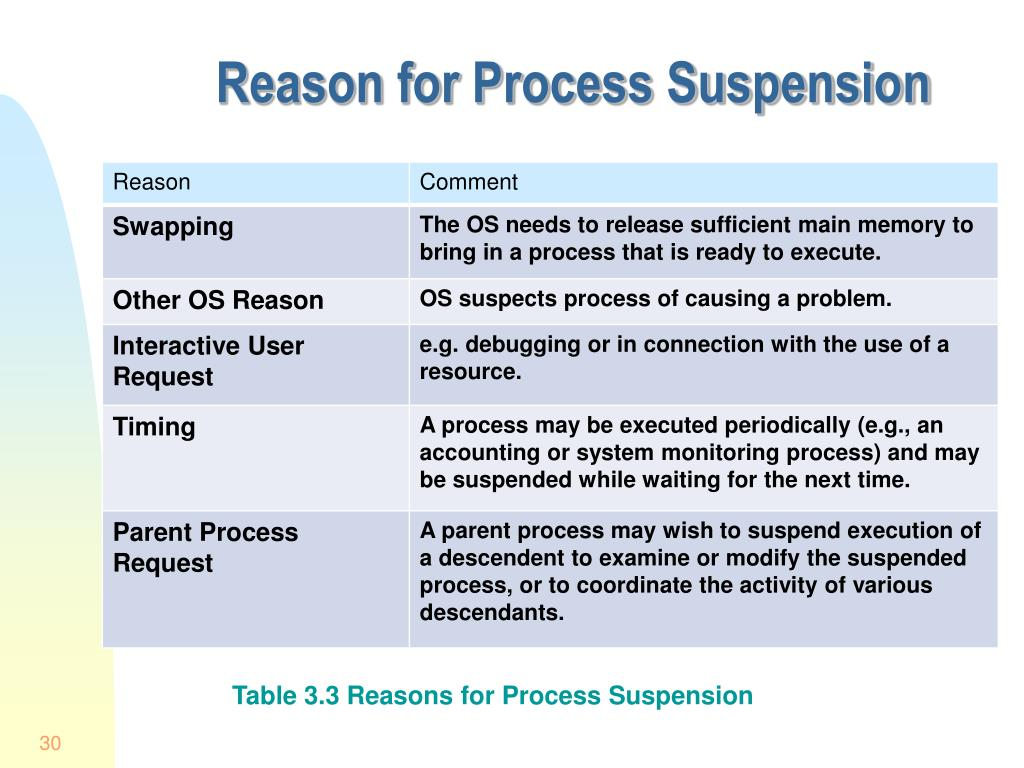 Reason for Process Suspension
Reason
Comment
Swapping
The OS needs to release sufficient main memory to
bring in a process that is ready to execute.
Other OS Reason
OS suspects process of causing a problem.
Interactive User
Request
e.g. debugging or in connection with the use of a
resource.
Timing
A process may be executed periodically (e.g., an
accounting or system monitoring process) and may
be suspended while waiting for the next time.
Parent Process
Request
A parent process may wish to suspend execution of
a descendent to examine or modify the suspended
process, or to coordinate the activity of various
descendants.
Table 3.3 Reasons for Process Suspension
30